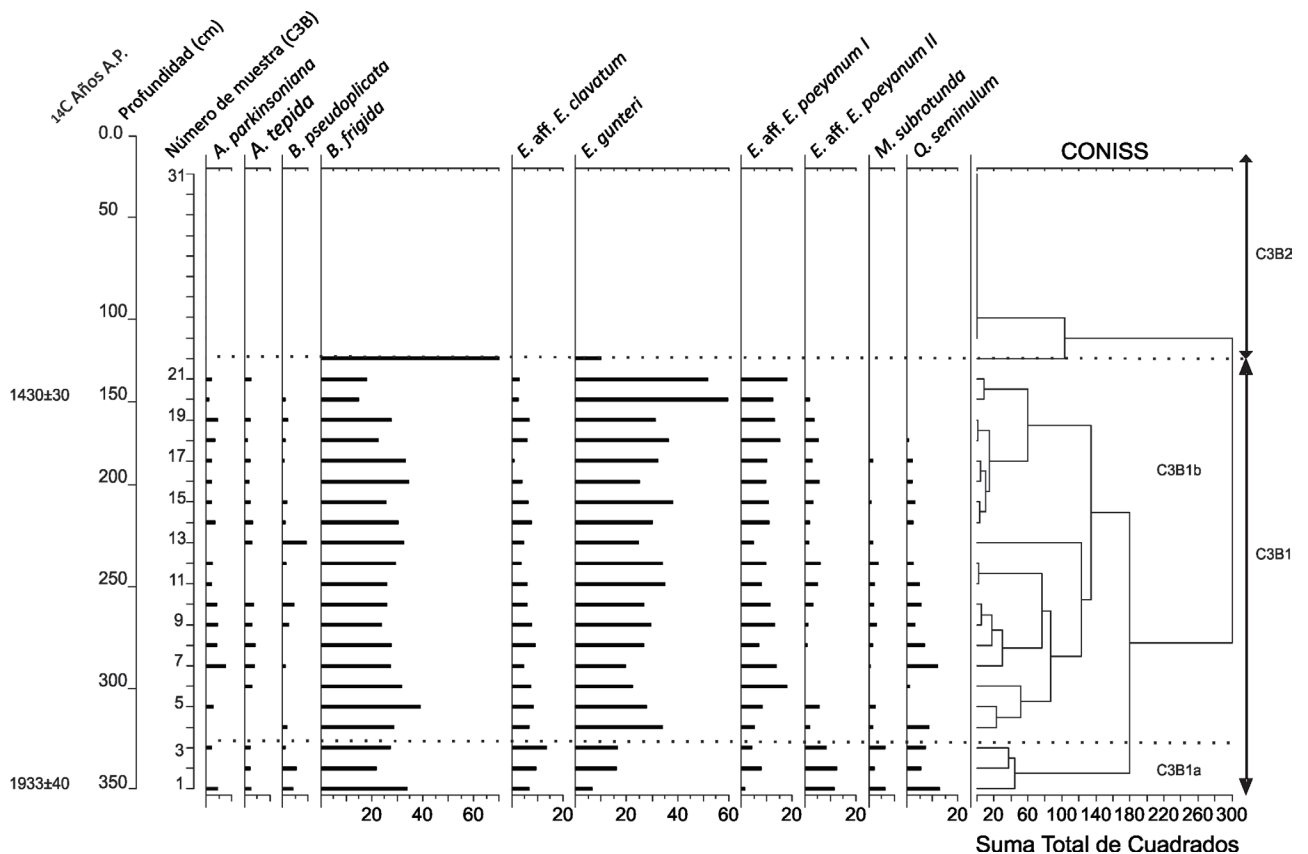 ¹⁴C Años A.P.
Profundidad (cm)
Número de muestra (C3B)
A. parkinsoniana
A. tepida
B. pseudoplicata
B. frigida
E. aff. E. clavatum
E. gunteri
E. aff. E. poeyanum I
E. aff. E. poeyanum II
M. subrotunda
Q. seminulum
CONISS
0.0
50
100
150
200
250
300
350
1430±30
1933±40
31
21
19
17
15
13
11
9
7
5
3
1
C3B2
C3B1b
C3B1
C3B1a
20 40 60
20
20 40 60
20
20
20
20 60 100 140 180 220 260 300
Suma Total de Cuadrados